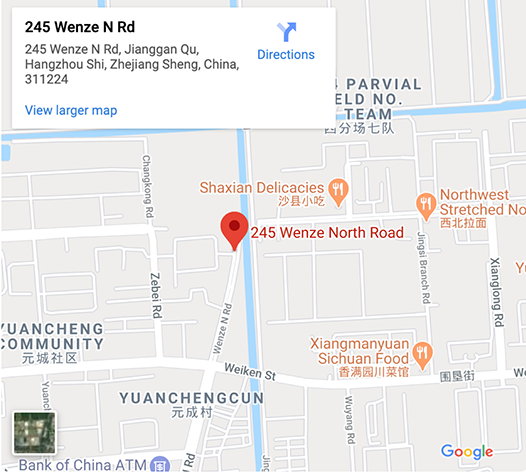 245 Wenze N Rd
245 Wenze N Rd, Jianggan Qu,
Hangzhou Shi, Zhejiang Sheng, China,
311224
Directions
View larger map
4 PARVIAL
ELD NO.
TEAM
四分场七队
Changkong Rd
Shaxian Delicacies
沙县小吃
Northwest
Stretched No
西北拉面
245 Wenze North Road
Zebei Rd
Wenze N Rd
Jingsi Branch Rd
Xianglong Rd
YUANCHENG
COMMUNITY
元城社区
Xiangmanyuan
Sichuan Food
香满园川菜馆
Weiken St
围垦街
YUANCHENGCUN
元成村
Yuanc
Wuyang Rd
Rd
Bank of China ATM
Google